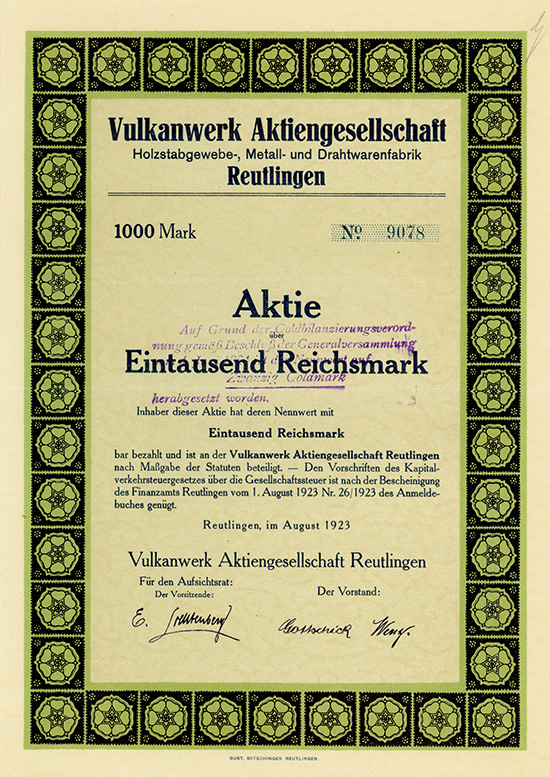 Vulkanwerk Aktiengesellschaft
Holzstabgewebe-, Metall- und Drahtwarenfabrik
Reutlingen
1000 Mark
No. 9078
Aktie
Auf Grund der Goldbilanzierungsverord-
über
nung gemäß Beschluß der Generalversammlung
Eintausend Reichsmark
Zwanzig Goldmark
herabgesetzt worden.
Inhaber dieser Aktie hat deren Nennwert mit
Eintausend Reichsmark
bar bezahlt und ist an der Vulkanwerk Aktiengesellschaft Reutlingen
nach Maßgabe der Statuten beteiligt. — Den Vorschriften des Kapital-
verkehrsteuergesetzes über die Gesellschaftssteuer ist nach der Bescheinigung
des Finanzamts Reutlingen vom 1. August 1923 Nr. 26/1923 des Anmelde-
buches genügt.
Reutlingen, im August 1923
Vulkanwerk Aktiengesellschaft Reutlingen
Für den Aufsichtsrat:
Der Vorsitzende:
Der Vorstand:
E.
Gottschick
GUST. BETSCHINGER, REUTLINGEN.